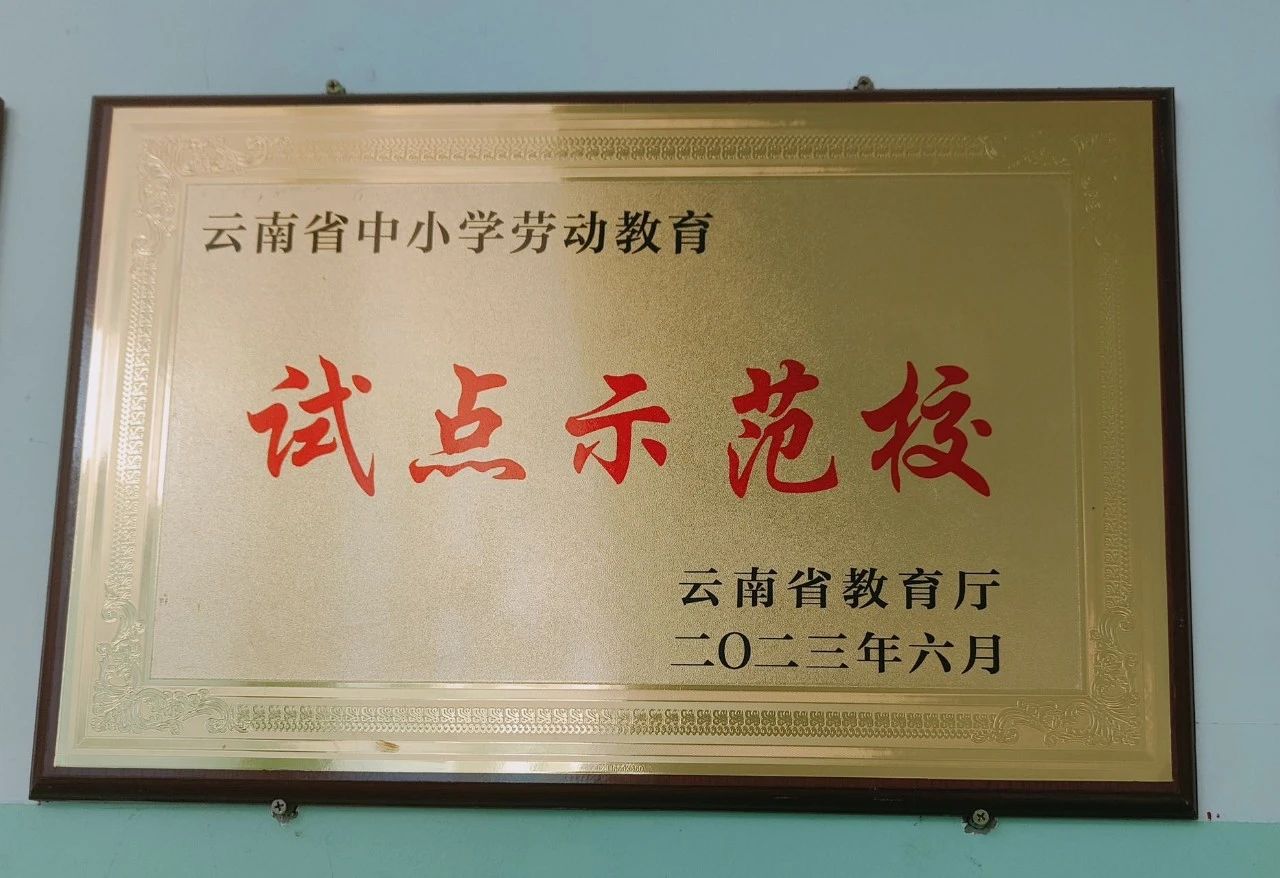 云南省中小学劳动教育
试点示范校
云南省教育厅
二〇二三年六月